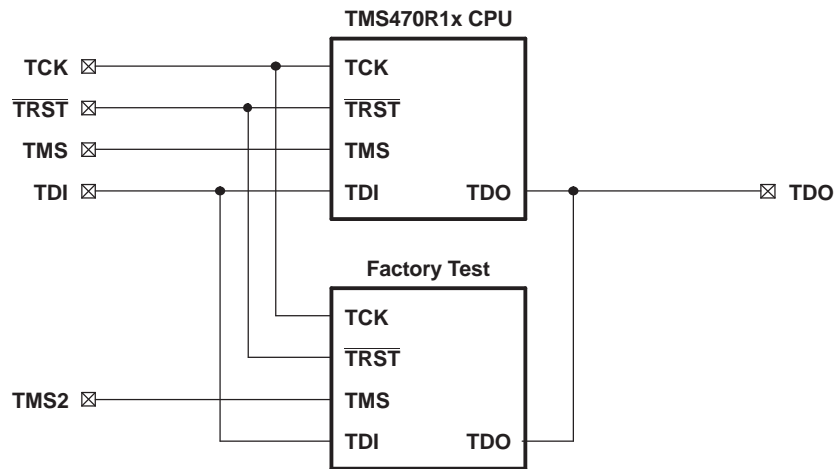 TMS470R1x CPU
TCK
TCK
TRST
TRST
TMS
TMS
TDI
TDI
TDO
TDO
Factory Test
TCK
TRST
TMS2
TMS
TDI
TDO